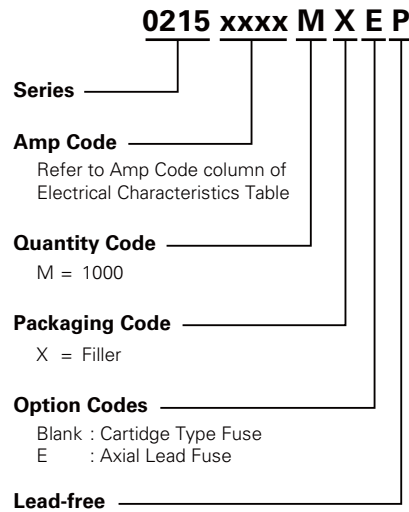 0215 xxxx M X E P
Series
Amp Code
Refer to Amp Code column of
Electrical Characteristics Table
Quantity Code
M = 1000
Packaging Code
X = Filler
Option Codes
Blank : Cartidge Type Fuse
E : Axial Lead Fuse
Lead-free